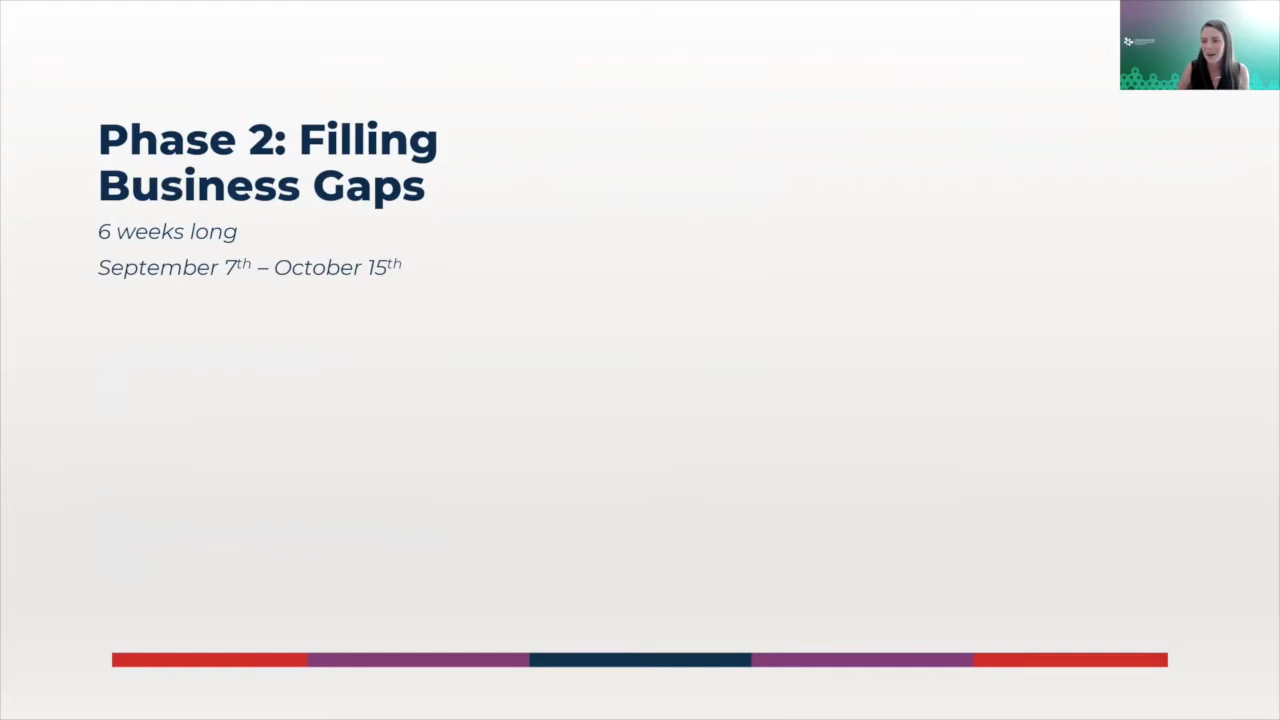 Phase 2: Filling
Business Gaps
6 weeks long
September 7th – October 15th